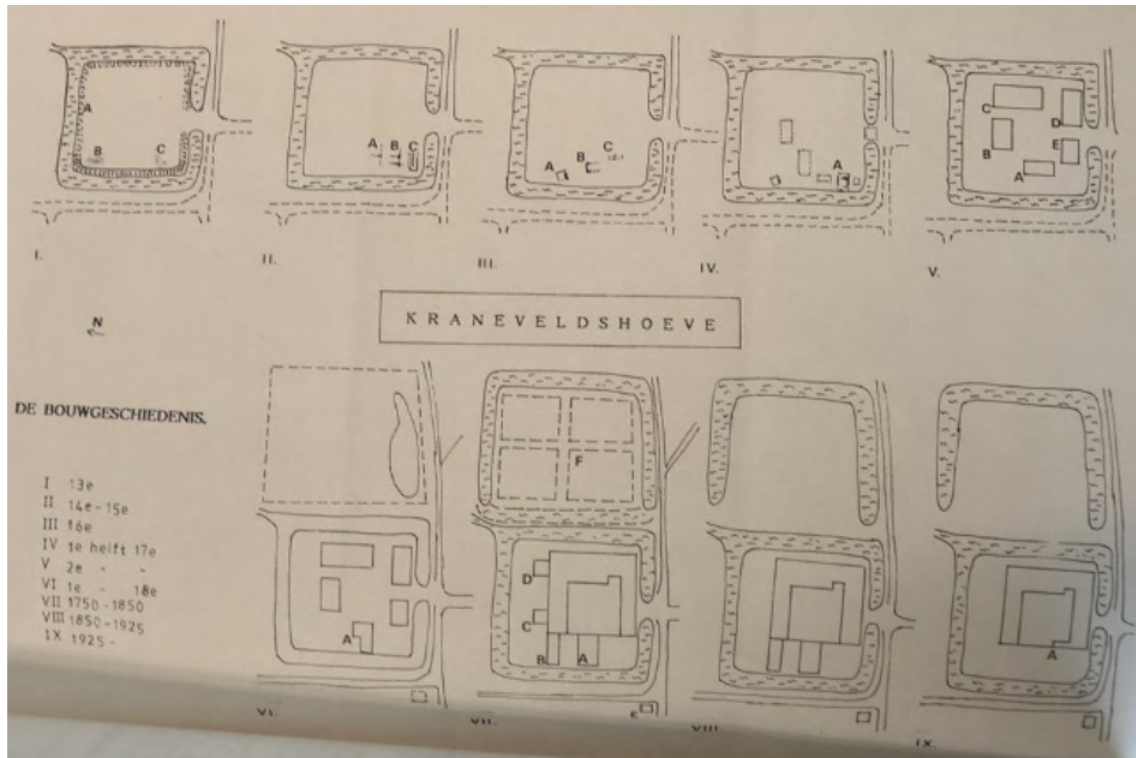 A
B C
I.
A B C
II.
A B C
III.
A
IV.
C D
B E
A
V.
KRANEVELDSHOEVE
N
DE BOUWGESCHIEDENIS.
I 13e
II 14e-15e
III 16e
IV 1e helft 17e
V 2e - -
VI 1e - 18e
VII 1750-1850
VIII 1850-1925
IX 1925-
A
VI.
F
D
C
B A
E
VII.
VIII.
A
IX.